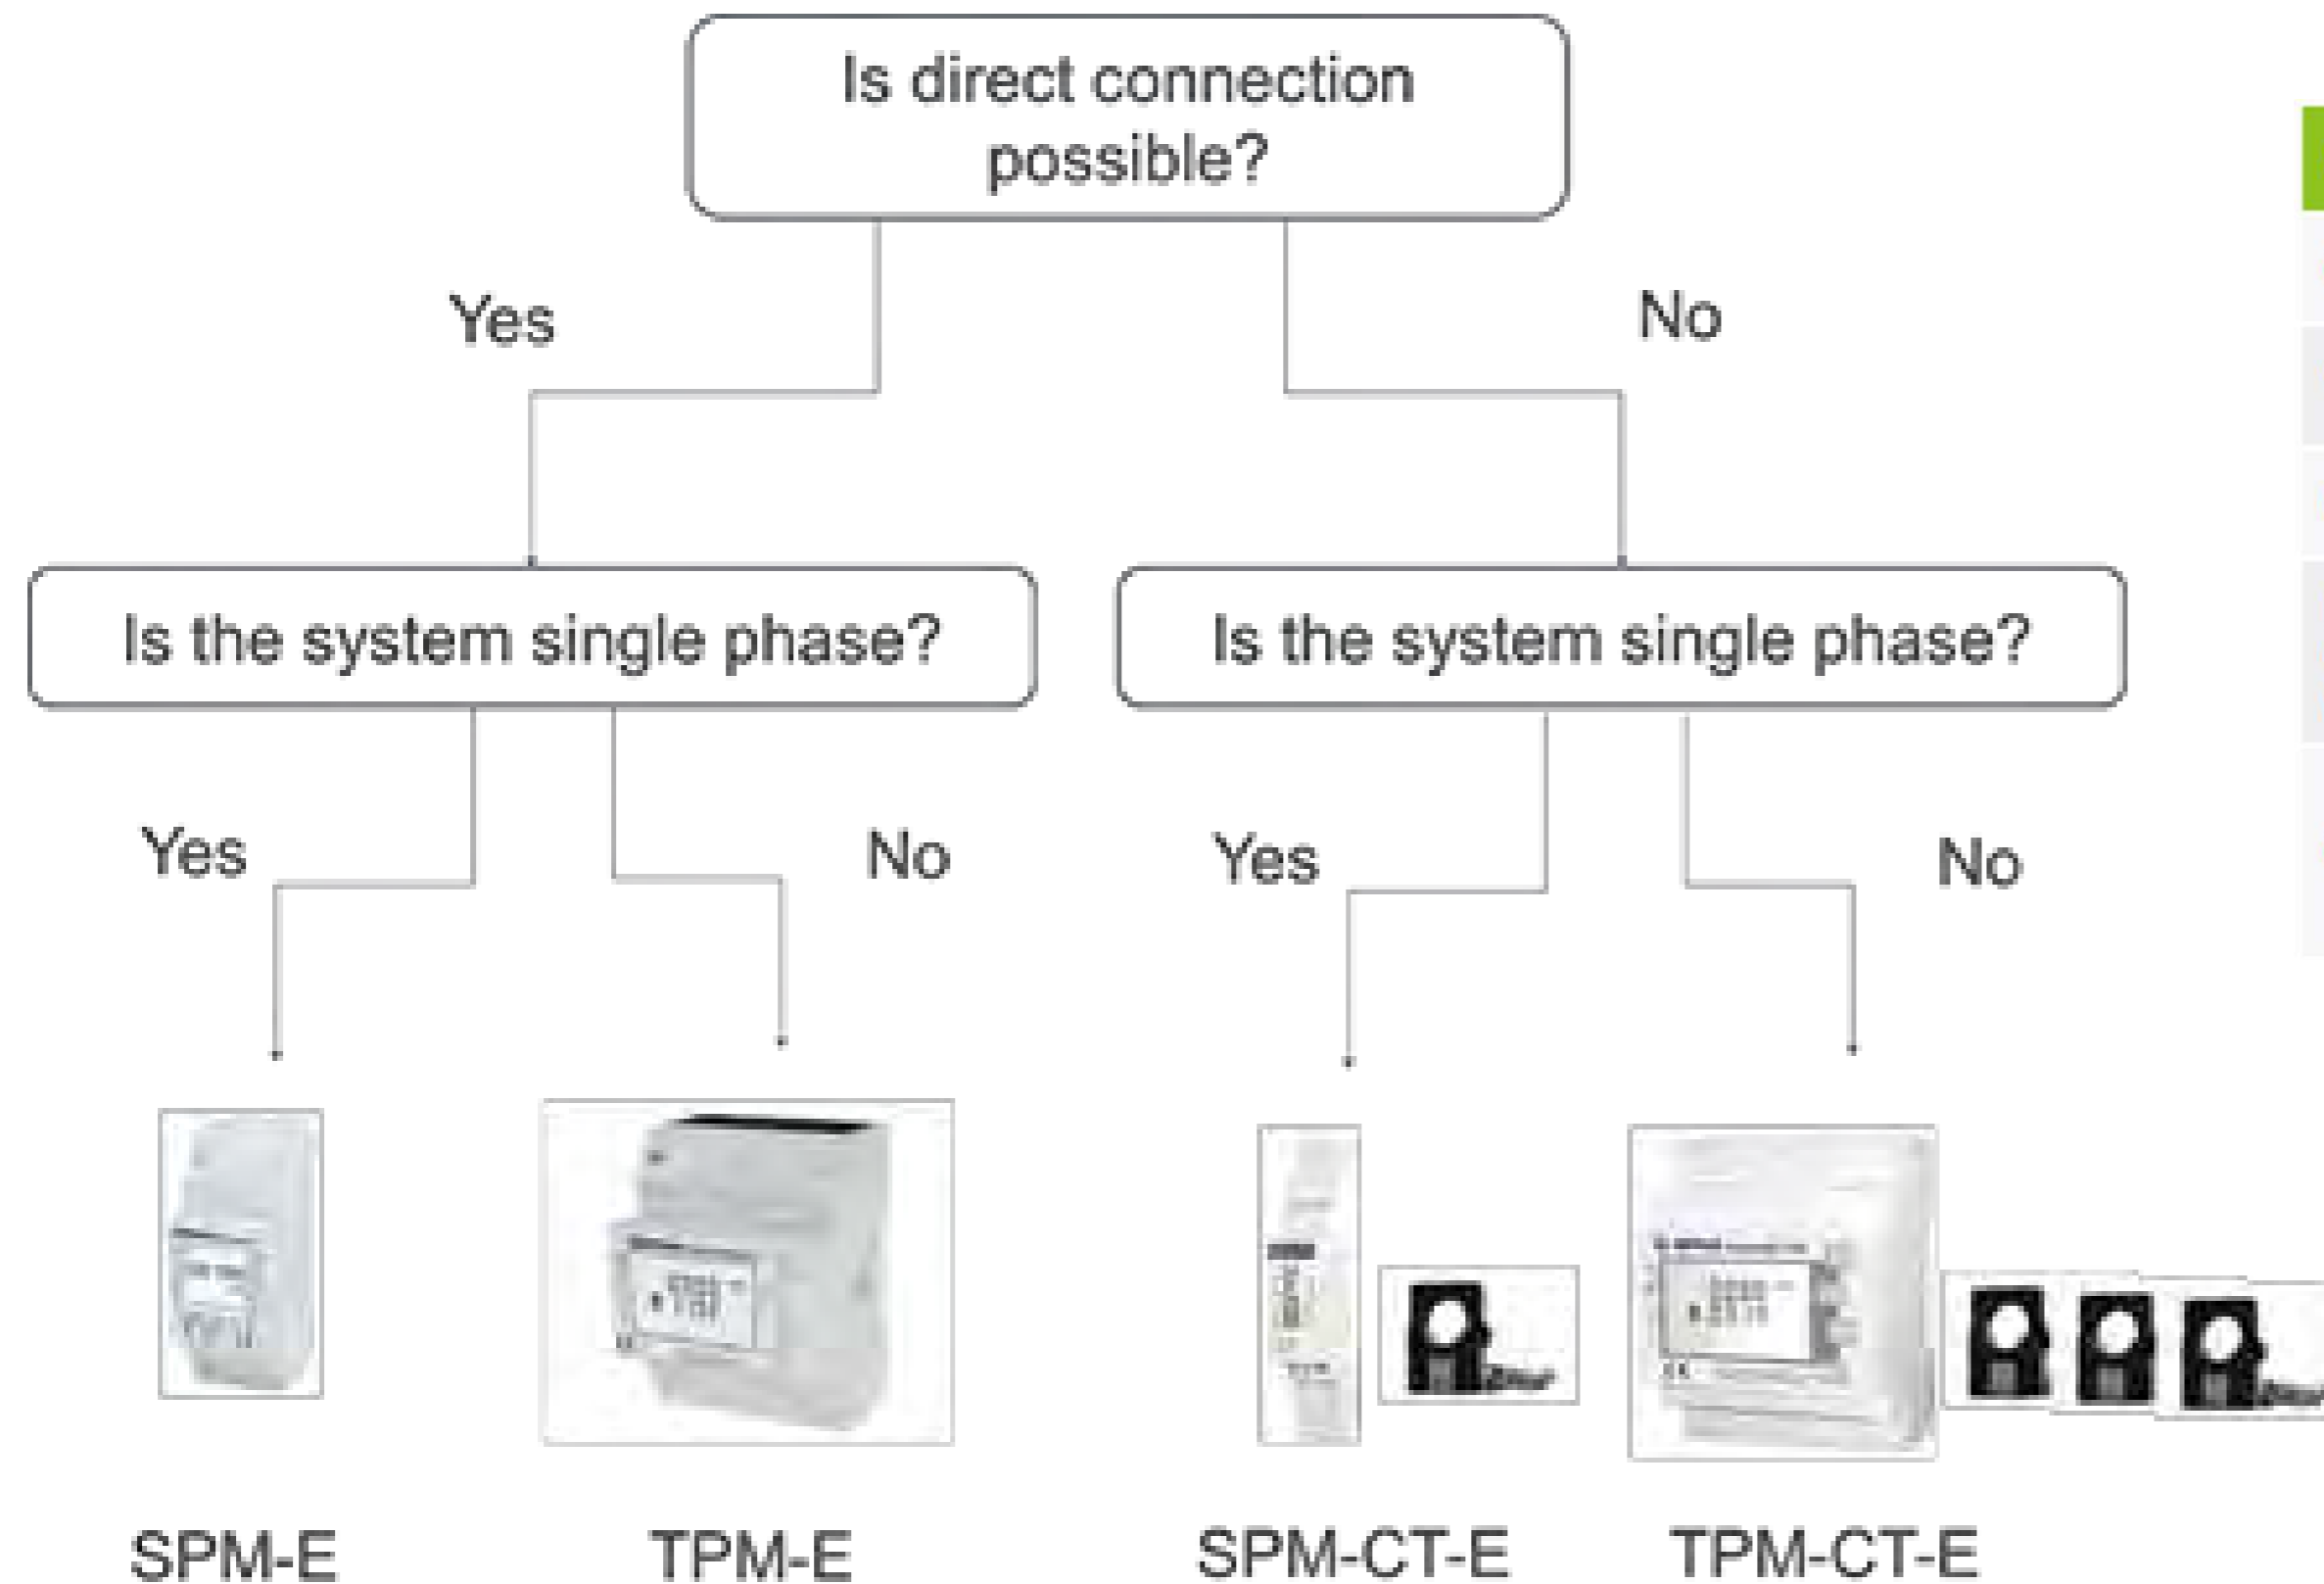 Is direct connection
possible?
Yes
No
Is the system single phase?
Is the system single phase?
Yes
No
Yes
No
SPM-E
TPM-E
SPM-CT-E
TPM-CT-E